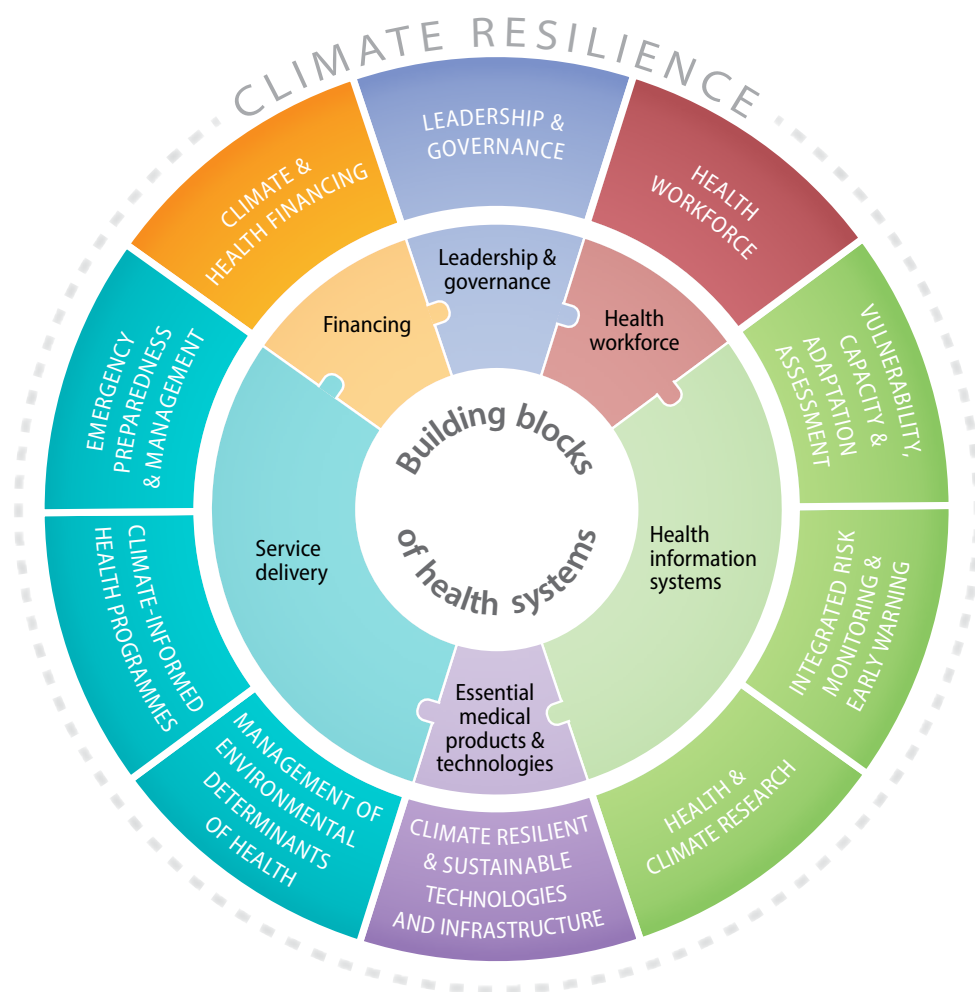 CLIMATE RESILIENCE
LEADERSHIP &
GOVERNANCE
HEALTH
WORKFORCE
VULNERABILITY,
CAPACITY &
ADAPTATION
ASSESSMENT
INTEGRATED RISK
MONITORING &
EARLY WARNING
HEALTH &
CLIMATE RESEARCH
CLIMATE RESILIENT
& SUSTAINABLE
TECHNOLOGIES
AND INFRASTRUCTURE
MANAGEMENT OF
ENVIRONMENTAL
DETERMINANTS
OF HEALTH
CLIMATE-INFORMED
HEALTH PROGRAMMES
EMERGENCY
PREPAREDNESS
& MANAGEMENT
CLIMATE &
HEALTH FINANCING
Leadership &
governance
Health
workforce
Health
information
systems
Essential
medical
products &
technologies
Service
delivery
Financing
Building blocks
of health systems